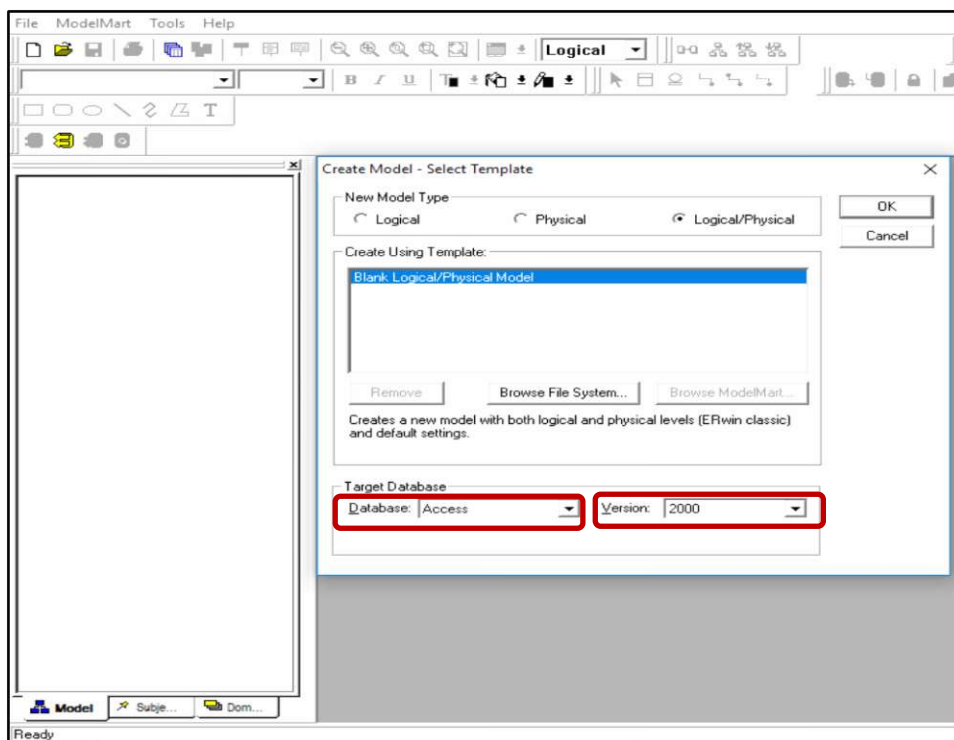 File ModelMart Tools Help
Logical
B I U T
T
Create Model - Select Template
New Model Type
Logical Physical Logical/Physical
OK
Cancel
Create Using Template:
Blank Logical/Physical Model
Remove Browse File System... Browse ModelMart...
Creates a new model with both logical and physical levels (ERwin classic)
and default settings.
Target Database
Database: Access Version: 2000
Model Subje... Dom...
Ready